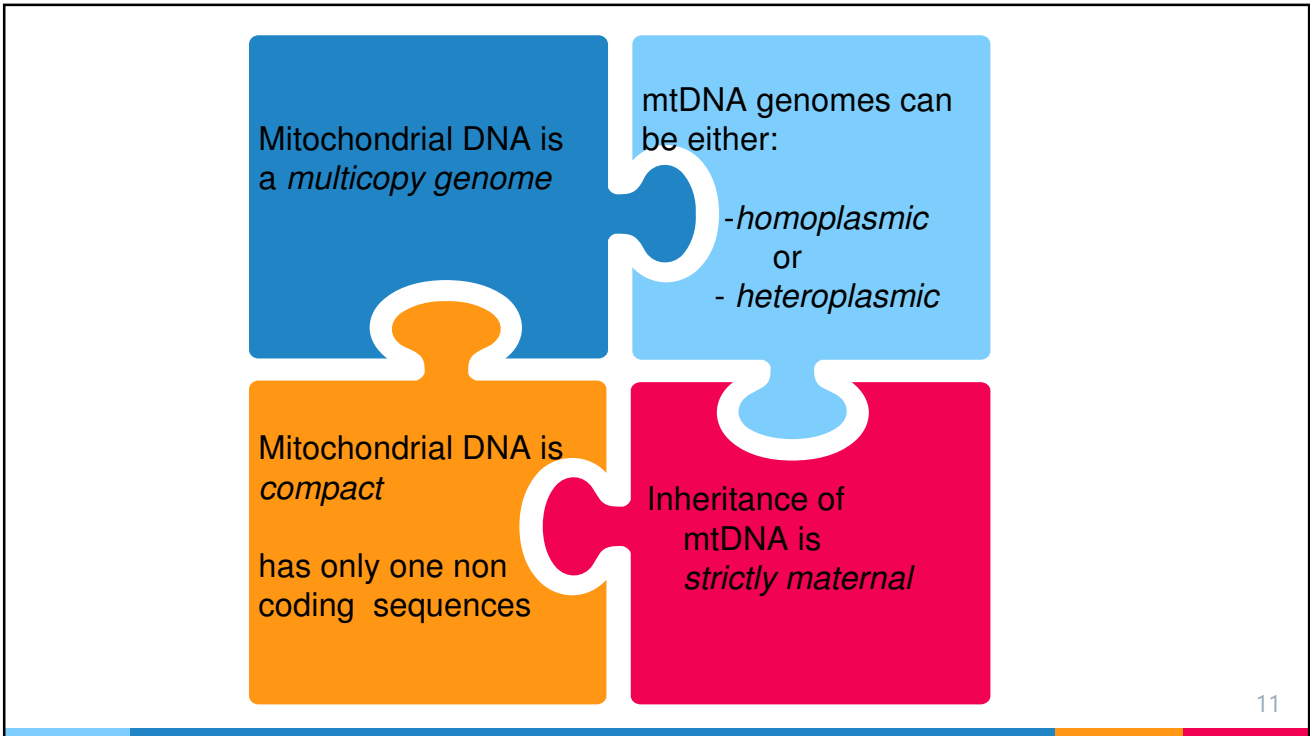 Mitochondrial DNA is
a multicopy genome
mtDNA genomes can
be either:
-homoplasmic
or
- heteroplasmic
Mitochondrial DNA is
compact
has only one non
coding  sequences
Inheritance of
mtDNA is
strictly maternal
11